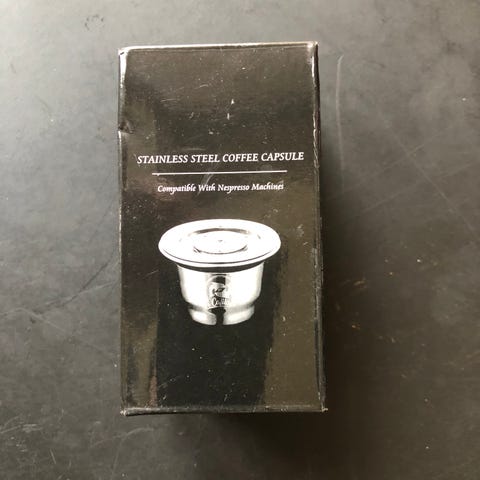 STAINLESS STEEL COFFEE CAPSULE
Compatible With Nespresso Machines